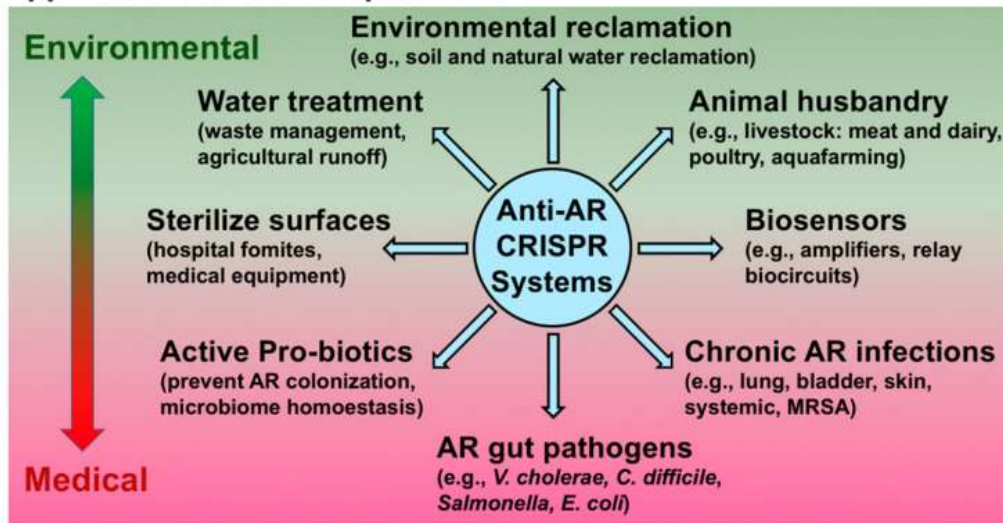 Environmental
Environmental reclamation
(e.g., soil and natural water reclamation)
Water treatment
(waste management,
agricultural runoff)
Animal husbandry
(e.g., livestock: meat and dairy,
poultry, aquafarming)
Sterilize surfaces
(hospital fomites,
medical equipment)
Anti-AR
CRISPR
Systems
Biosensors
(e.g., amplifiers, relay
biocircuits)
Active Pro-biotics
(prevent AR colonization,
microbiome homoestasis)
Chronic AR infections
(e.g., lung, bladder, skin,
systemic, MRSA)
AR gut pathogens
(e.g., V. cholerae, C. difficile,
Salmonella, E. coli)
Medical